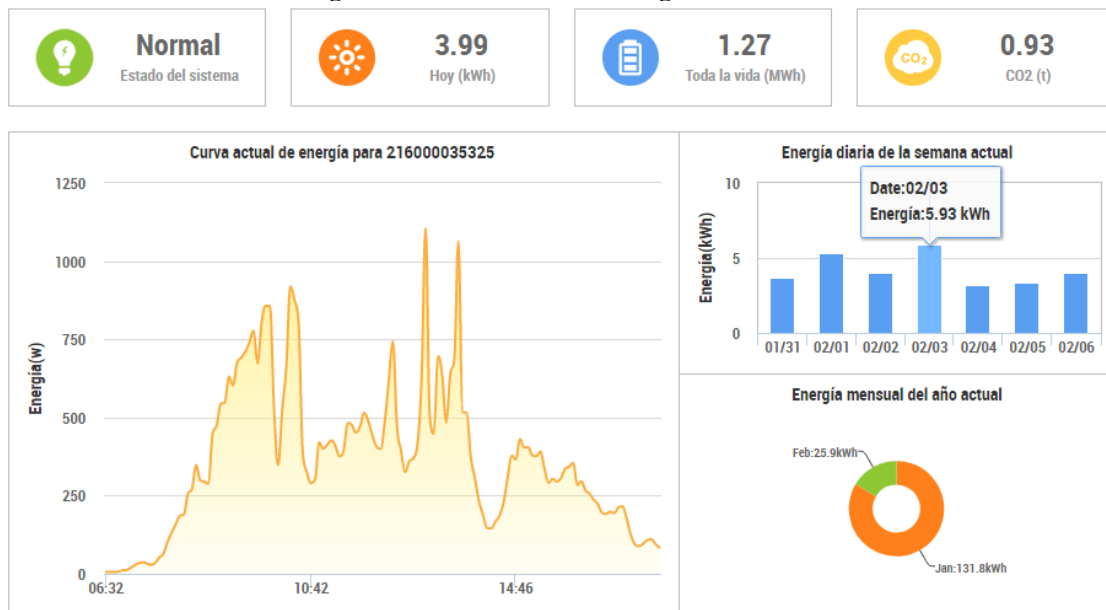 Normal
Estado del sistema
3.99
Hoy (kWh)
1.27
Toda la vida (MWh)
CO2
0.93
CO2 (t)
Curva actual de energía para 216000035325
Energía(w)
1250
1000
750
500
250
0
06:32
10:42
14:46
Energía diaria de la semana actual
Date:02/03
Energía:5.93 kWh
Energía(kWh)
10
5
0
01/31
02/01
02/02
02/03
02/04
02/05
02/06
Energía mensual del año actual
Feb:25.9kWh
Jan:131.8kWh